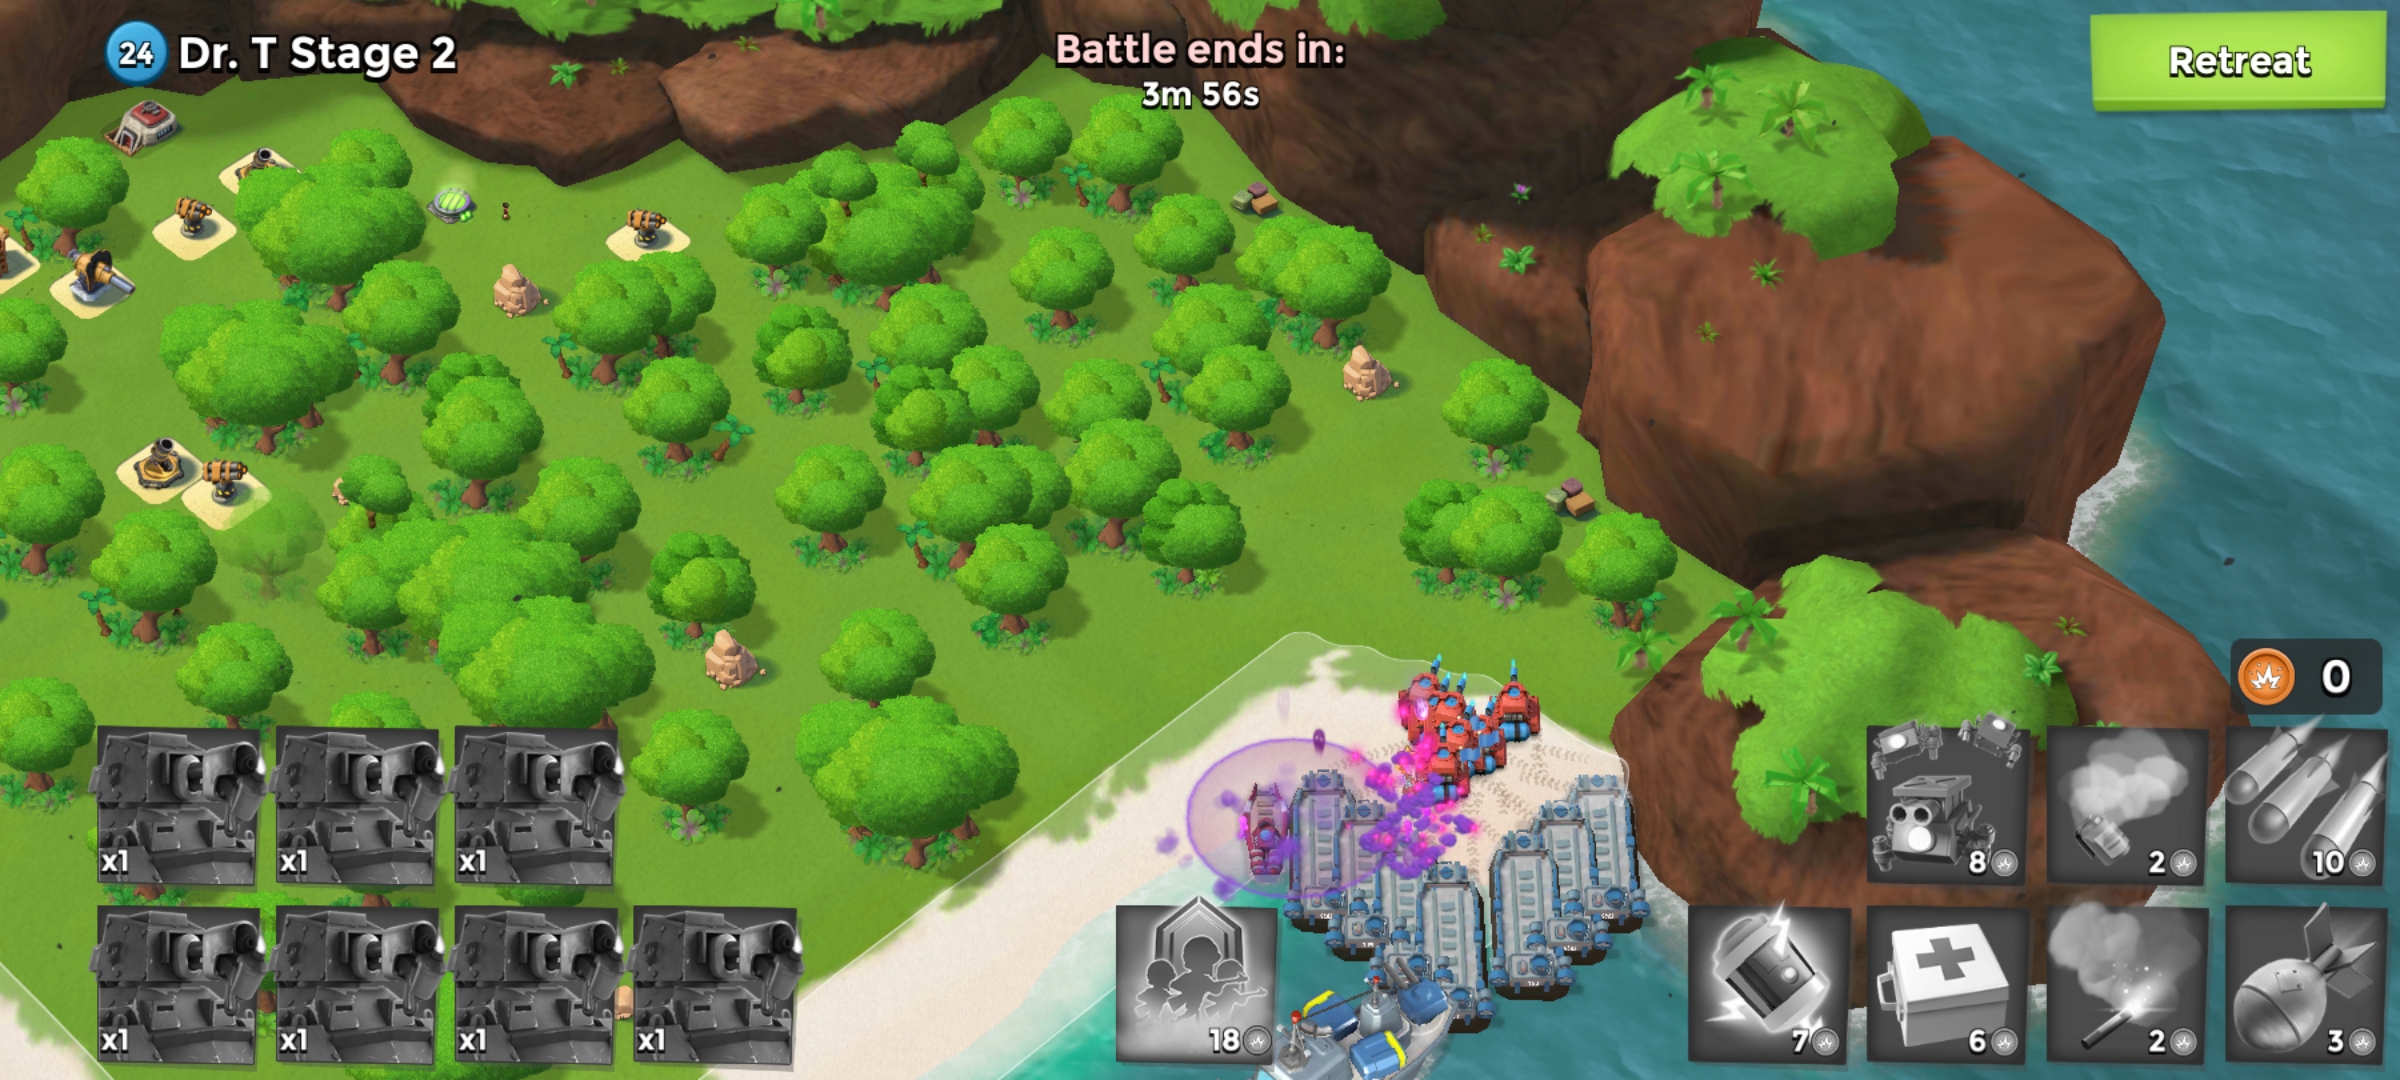 24 Dr. T Stage 2
Battle ends in:
3m 56s
Retreat
0
x1 x1 x1
8 2 10
x1 x1 x1 x1
18 7 6 2 3